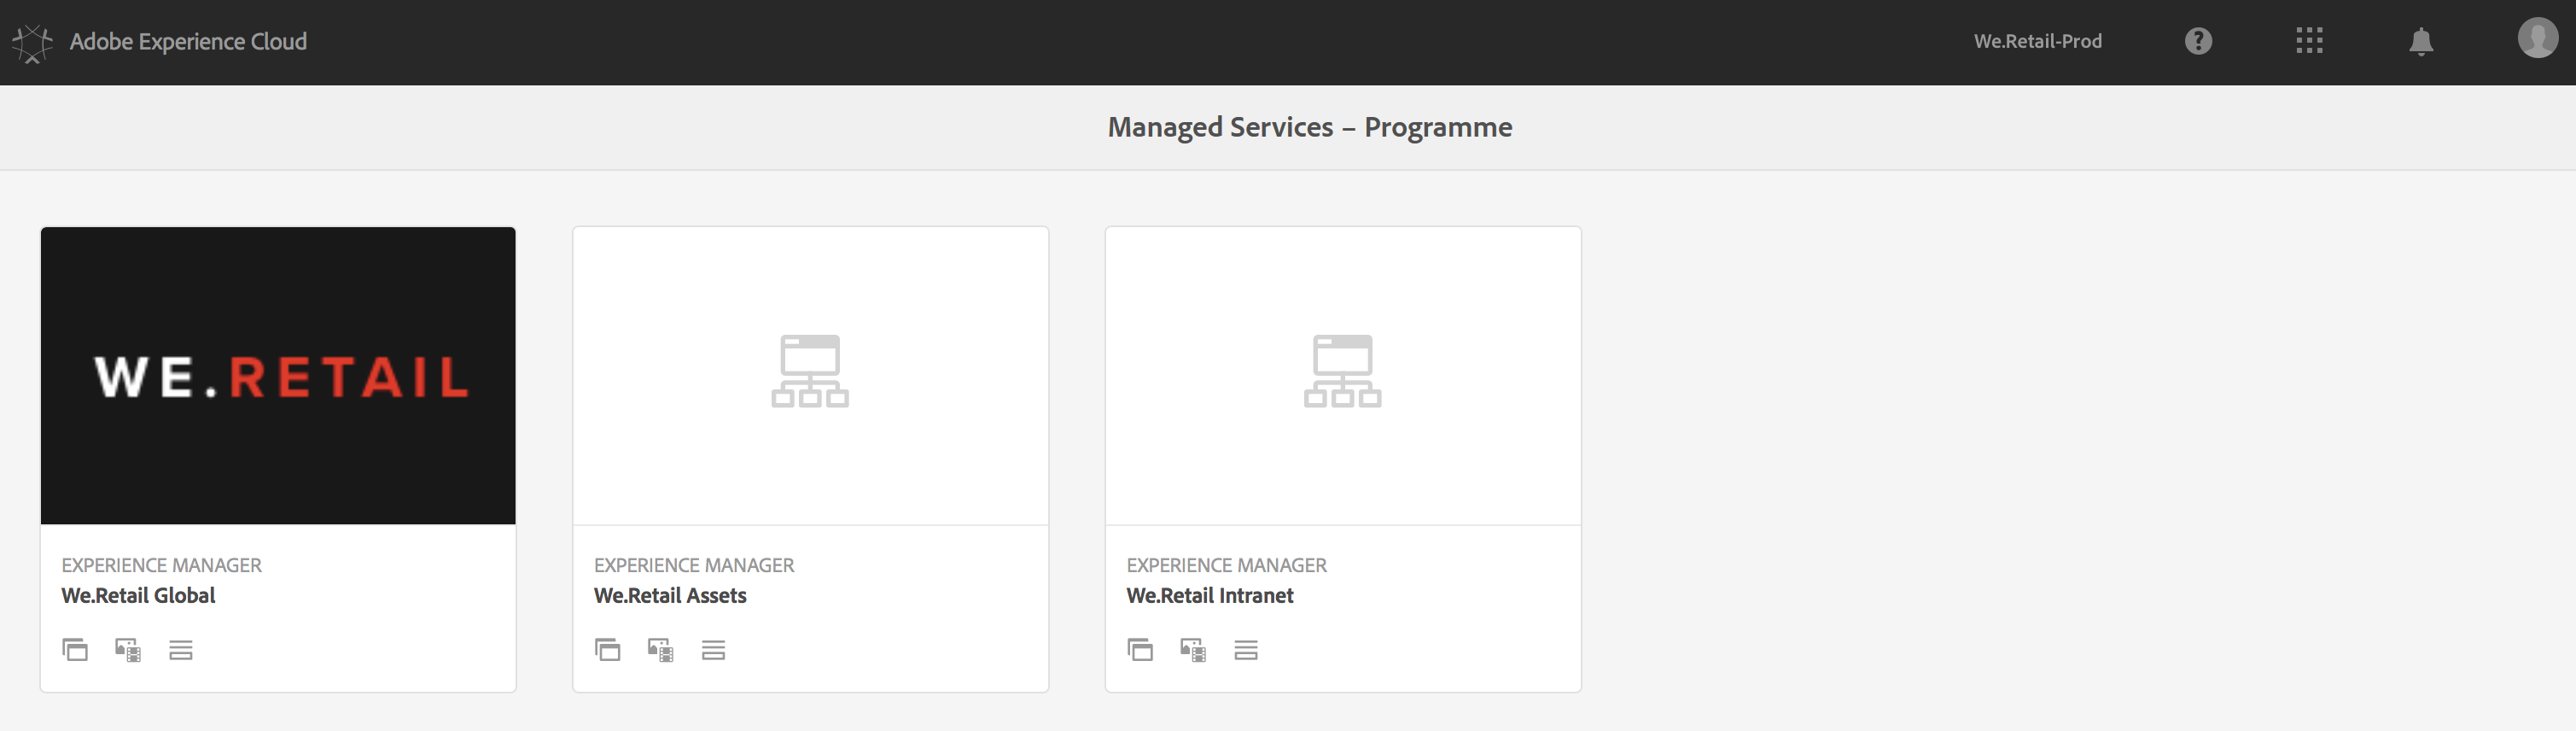 Adobe Experience Cloud
We.Retail-Prod
?
Managed Services – Programme
WE.RETAIL
EXPERIENCE MANAGER
We.Retail Global
EXPERIENCE MANAGER
We.Retail Assets
EXPERIENCE MANAGER
We.Retail Intranet